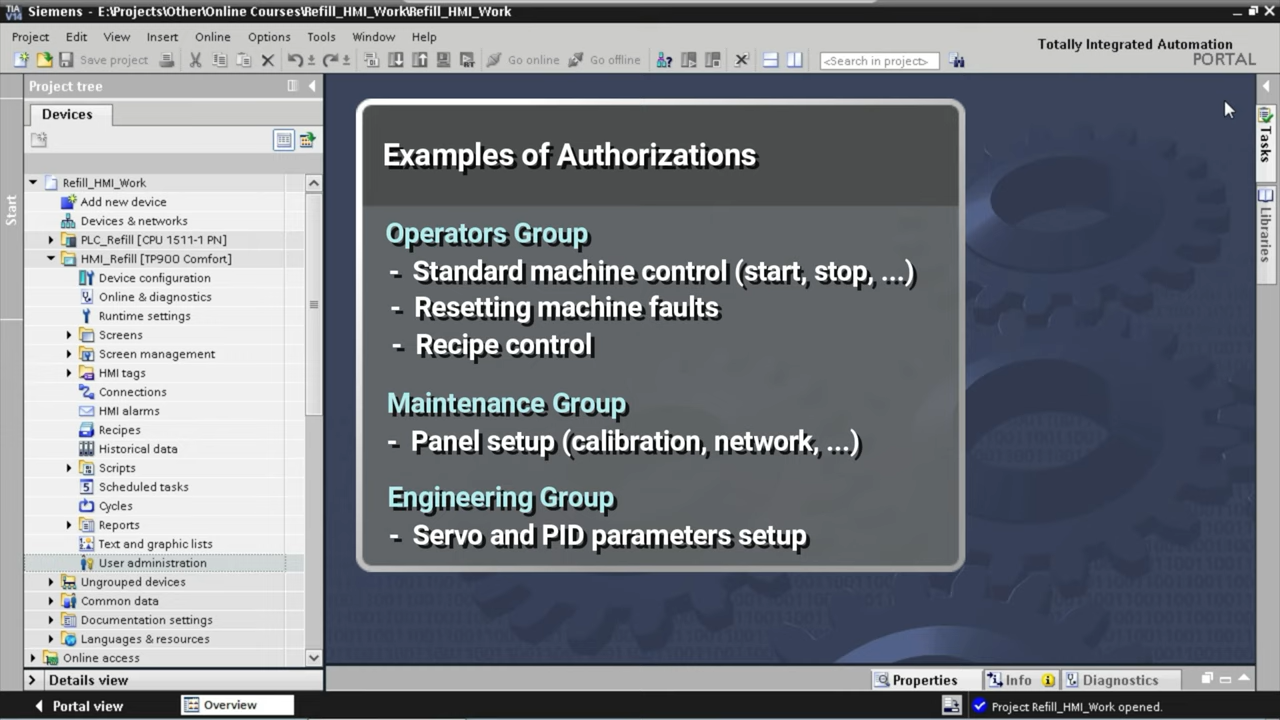 TIA
V14
Siemens - E:\Projects\Other\Online Courses\Refill_HMI_Work\Refill_HMI_Work
Project Edit View Insert Online Options Tools Window Help
Totally Integrated Automation
PORTAL
Save project
Go online
Go offline
<Search in project>
Project tree
Devices
Start
Refill_HMI_Work
Add new device
Devices & networks
PLC_Refill [CPU 1511-1 PN]
HMI_Refill [TP900 Comfort]
Device configuration
Online & diagnostics
Runtime settings
Screens
Screen management
HMI tags
Connections
HMI alarms
Recipes
Historical data
Scripts
Scheduled tasks
Cycles
Reports
Text and graphic lists
User administration
Ungrouped devices
Common data
Documentation settings
Languages & resources
Online access
Details view
Examples of Authorizations
Operators Group
- Standard machine control (start, stop, ...)
- Resetting machine faults
- Recipe control
Maintenance Group
- Panel setup (calibration, network, ...)
Engineering Group
- Servo and PID parameters setup
Tasks
Libraries
Properties
Info
Diagnostics
Portal view
Overview
Project Refill_HMI_Work opened.